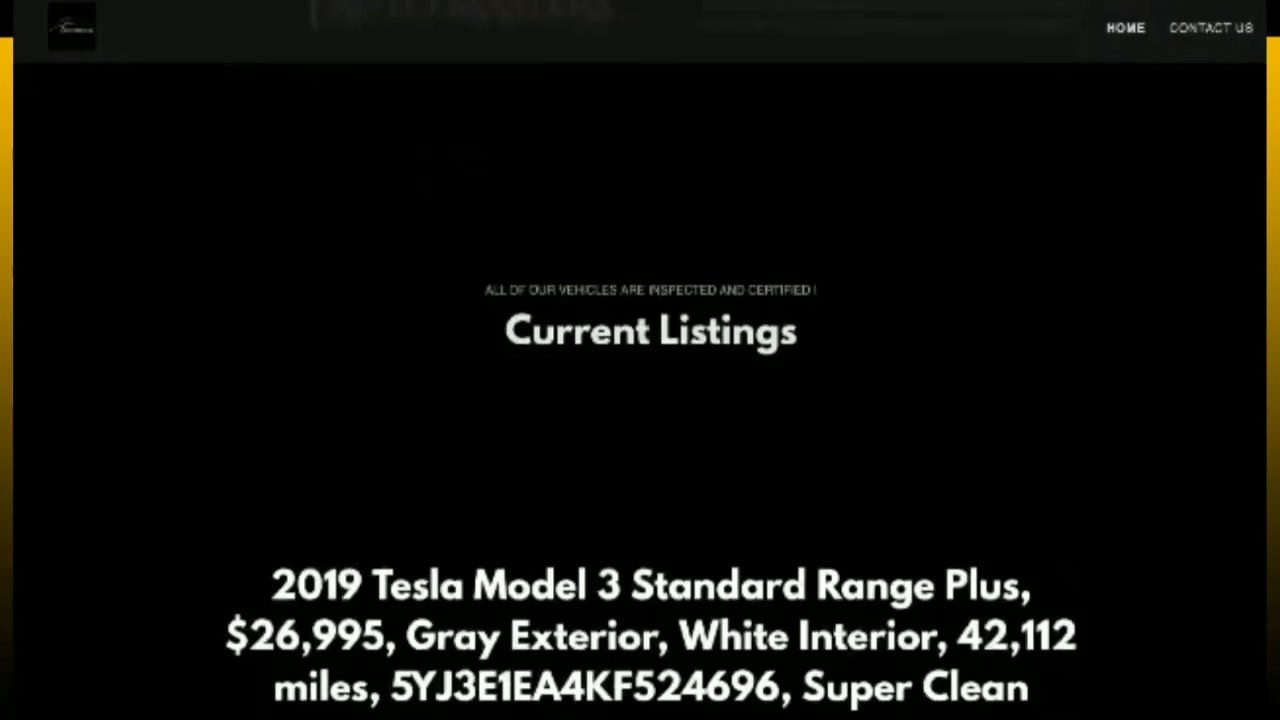 HOME CONTACT US
ALL OF OUR VEHICLES ARE INSPECTED AND CERTIFIED !
Current Listings
2019 Tesla Model 3 Standard Range Plus,
$26,995, Gray Exterior, White Interior, 42,112
miles, 5YJ3E1EA4KF524696, Super Clean